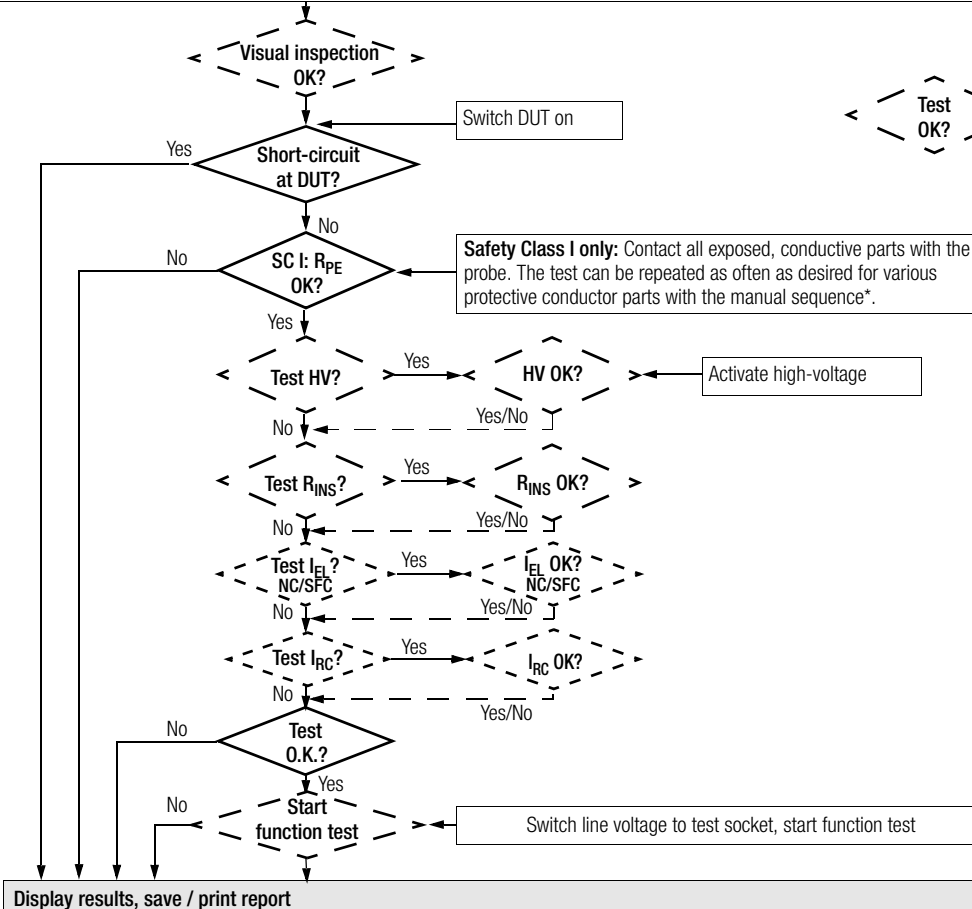 Visual inspection
OK?
Test
OK?
Switch DUT on
Yes
Short-circuit
at DUT?
No
No
SC I: RPE
OK?
Safety Class I only: Contact all exposed, conductive parts with the
probe. The test can be repeated as often as desired for various
protective conductor parts with the manual sequence*.
Yes
Test HV?
Yes
HV OK?
Activate high-voltage
No
Yes/No
Test RINS?
Yes
RINS OK?
No
Yes/No
Test IEL?
NC/SFC
Yes
IEL OK?
NC/SFC
No
Yes/No
Test IRC?
Yes
IRC OK?
No
Yes/No
No
Test
O.K.?
Yes
No
Start
function test
Switch line voltage to test socket, start function test
Display results, save / print report